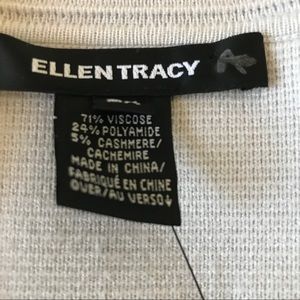 ELLEN TRACY
71% VISCOSE
24% POLYAMIDE
5% CASHMERE/
CACHEMIRE
MADE IN CHINA/
FABRIQUÉ EN CHINE
OVER/AU VERSO↓